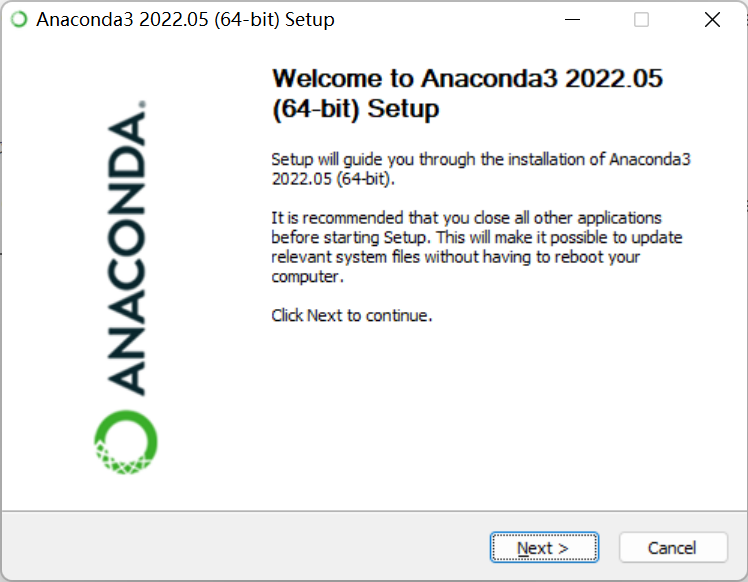 Anaconda3 2022.05 (64-bit) Setup
Welcome to Anaconda3 2022.05
(64-bit) Setup
ANACONDA.
Setup will guide you through the installation of Anaconda3
2022.05 (64-bit).
It is recommended that you close all other applications
before starting Setup. This will make it possible to update
relevant system files without having to reboot your
computer.
Click Next to continue.
Next >
Cancel